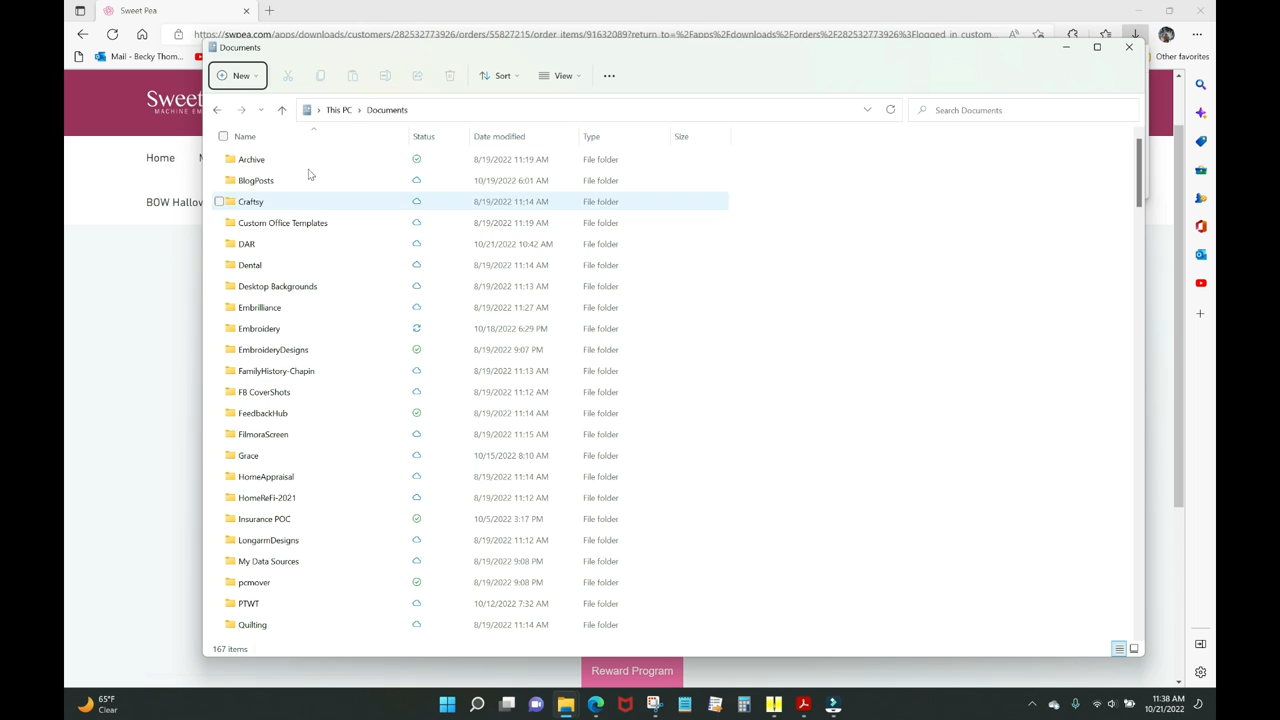 Sweet Pea
https://swpea.com/apps/downloads/customers/282532773926/orders/55827215/order_items/91632089?return_to=%2Fapps%2Fdownloads%2Forders%2F282532773926%3Flogged_in_custom...
Mail - Becky Thom...
Other favorites
Documents
New
Sort
View
This PC > Documents
Search Documents
Sweet
MACHINE EM
Home
M
BOW Hallov
Name Status Date modified Type Size
Archive 8/19/2022 11:19 AM File folder
BlogPosts 10/19/2022 6:01 AM File folder
Craftsy 8/19/2022 11:14 AM File folder
Custom Office Templates 8/19/2022 11:19 AM File folder
DAR 10/21/2022 10:42 AM File folder
Dental 8/19/2022 11:14 AM File folder
Desktop Backgrounds 8/19/2022 11:13 AM File folder
Embrilliance 8/19/2022 11:27 AM File folder
Embroidery 10/18/2022 6:29 PM File folder
EmbroideryDesigns 8/19/2022 9:07 PM File folder
FamilyHistory-Chapin 8/19/2022 11:13 AM File folder
FB CoverShots 8/19/2022 11:12 AM File folder
FeedbackHub 8/19/2022 11:14 AM File folder
FilmoraScreen 8/19/2022 11:15 AM File folder
Grace 10/15/2022 8:10 AM File folder
HomeAppraisal 8/19/2022 11:14 AM File folder
HomeReFi-2021 8/19/2022 11:12 AM File folder
Insurance POC 10/5/2022 3:17 PM File folder
LongarmDesigns 8/19/2022 11:12 AM File folder
My Data Sources 8/19/2022 9:08 PM File folder
pcmover 8/19/2022 9:08 PM File folder
PTWT 10/12/2022 7:32 AM File folder
Quilting 8/19/2022 11:14 AM File folder
167 items
Reward Program
65°F
Clear
11:38 AM
10/21/2022